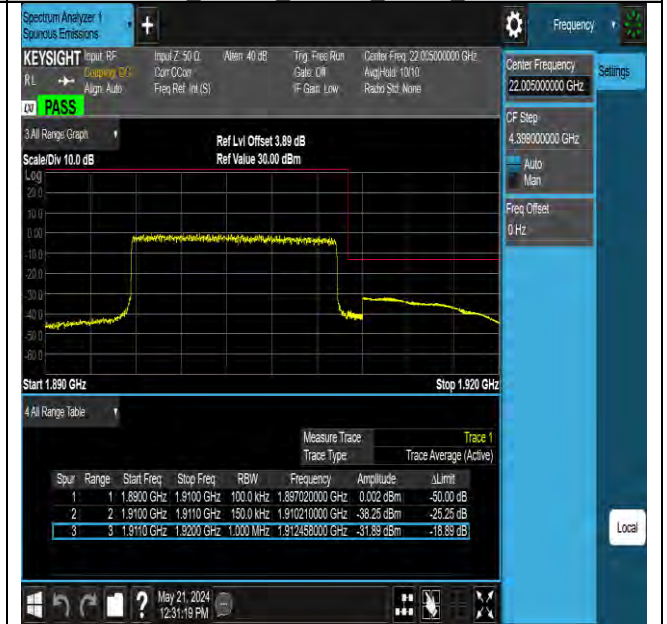 Spectrum Analyzer 1
Spurious Emissions
+
Frequency
KEYSIGHT Input: RF
RL
Coupling: DC
Align: Auto
Input Z: 50 Ω
Corr CCorr
Freq Ref: Int (S)
Atten: 40 dB
Trig: Free Run
Gate: Off
IF Gain: Low
Center Freq: 22.005000000 GHz
Avg|Hold: 10/10
Radio Std: None
LXI PASS
Center Frequency
22.005000000 GHz
Settings
CF Step
4.399000000 GHz
Auto
Man
Freq Offset
0 Hz
3 All Range Graph
Scale/Div 10.0 dB
Ref Lvl Offset 3.89 dB
Ref Value 30.00 dBm
Log
20.0
10.0
0.00
-10.0
-20.0
-30.0
-40.0
-50.0
-60.0
Start 1.890 GHz
Stop 1.920 GHz
4 All Range Table
Measure Trace Trace 1
Trace Type Trace Average (Active)
Spur Range Start Freq Stop Freq RBW Frequency Amplitude ΔLimit
1 1 1.8900 GHz 1.9100 GHz 100.0 kHz 1.897020000 GHz 0.002 dBm -50.00 dB
2 2 1.9100 GHz 1.9110 GHz 150.0 kHz 1.910210000 GHz -38.25 dBm -25.25 dB
3 3 1.9110 GHz 1.9200 GHz 1.000 MHz 1.912458000 GHz -31.89 dBm -18.89 dB
Local
?
May 21, 2024
12:31:19 PM